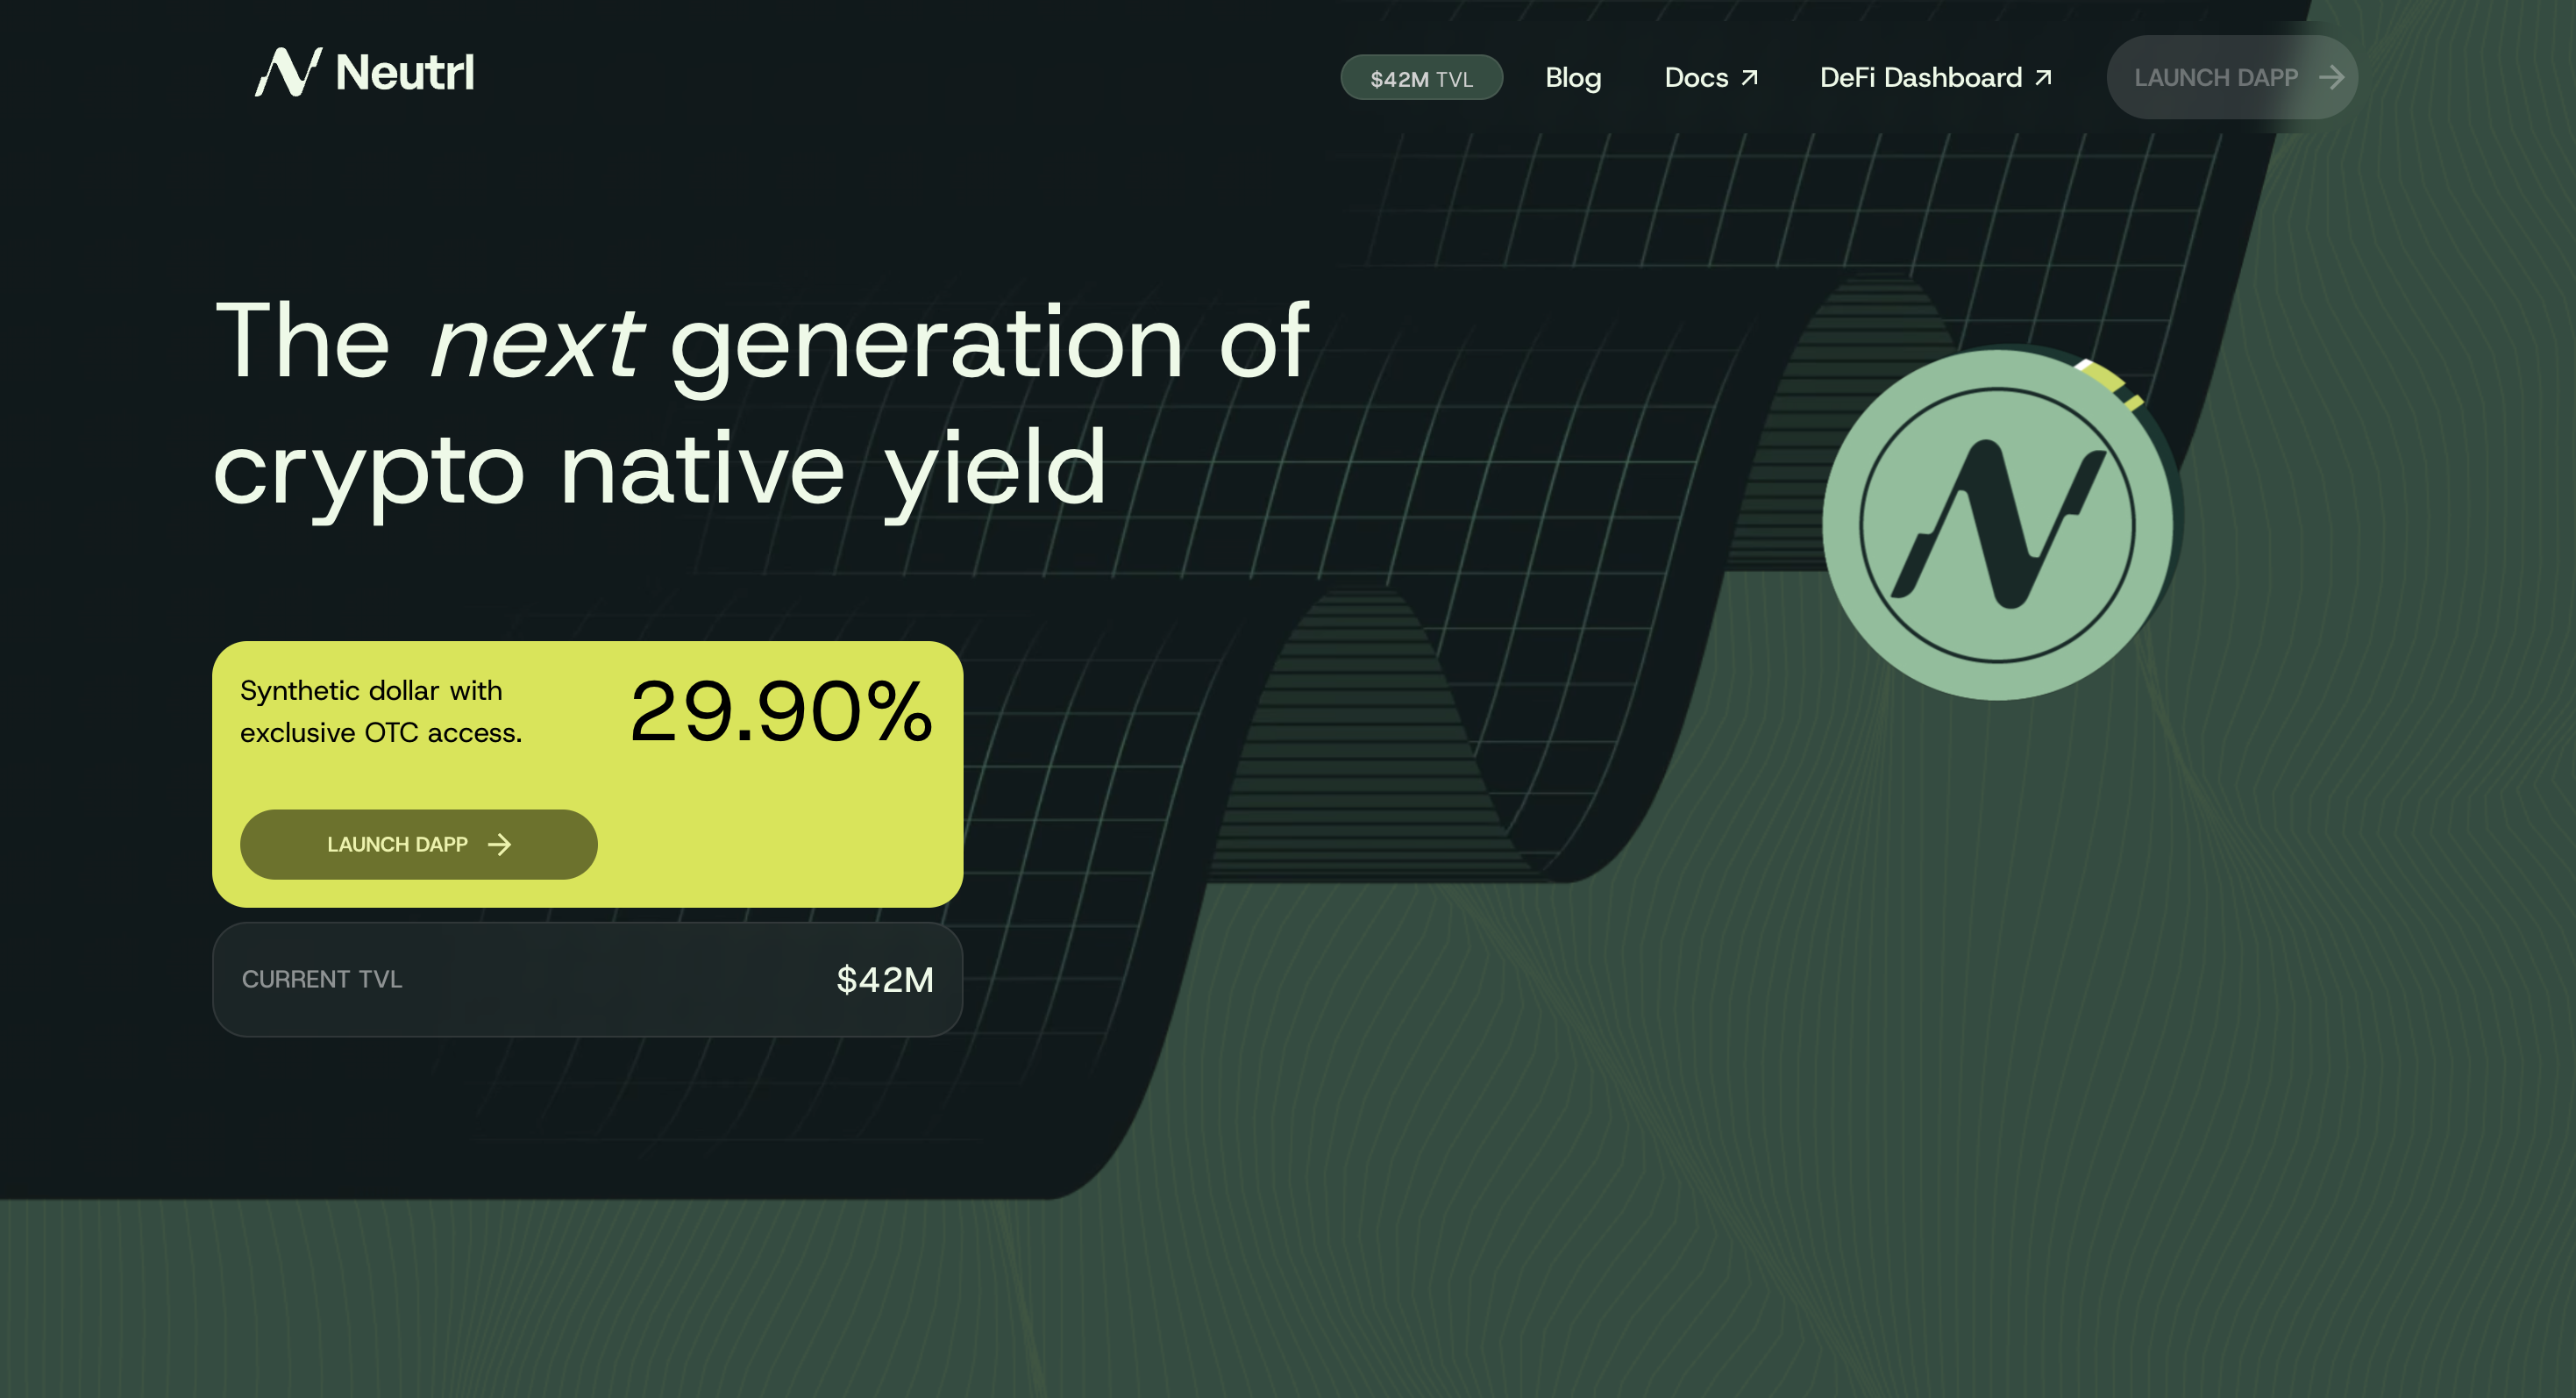 Neutrl
$42M TVL
Blog
Docs
DeFi Dashboard
LAUNCH DAPP
The next generation of
crypto native yield
Synthetic dollar with
exclusive OTC access.
29.90%
LAUNCH DAPP
CURRENT TVL
$42M